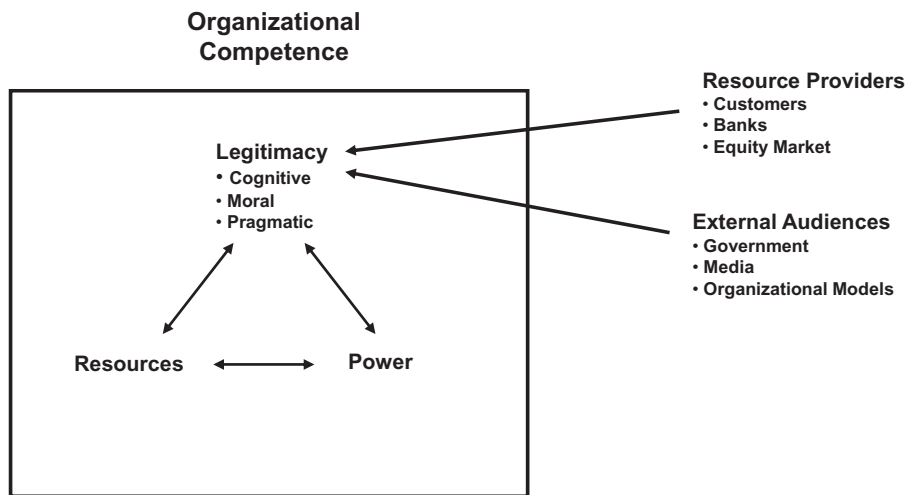 Organizational
Competence
Legitimacy
• Cognitive
• Moral
• Pragmatic
Resources
Power
Resource Providers
• Customers
• Banks
• Equity Market
External Audiences
• Government
• Media
• Organizational Models